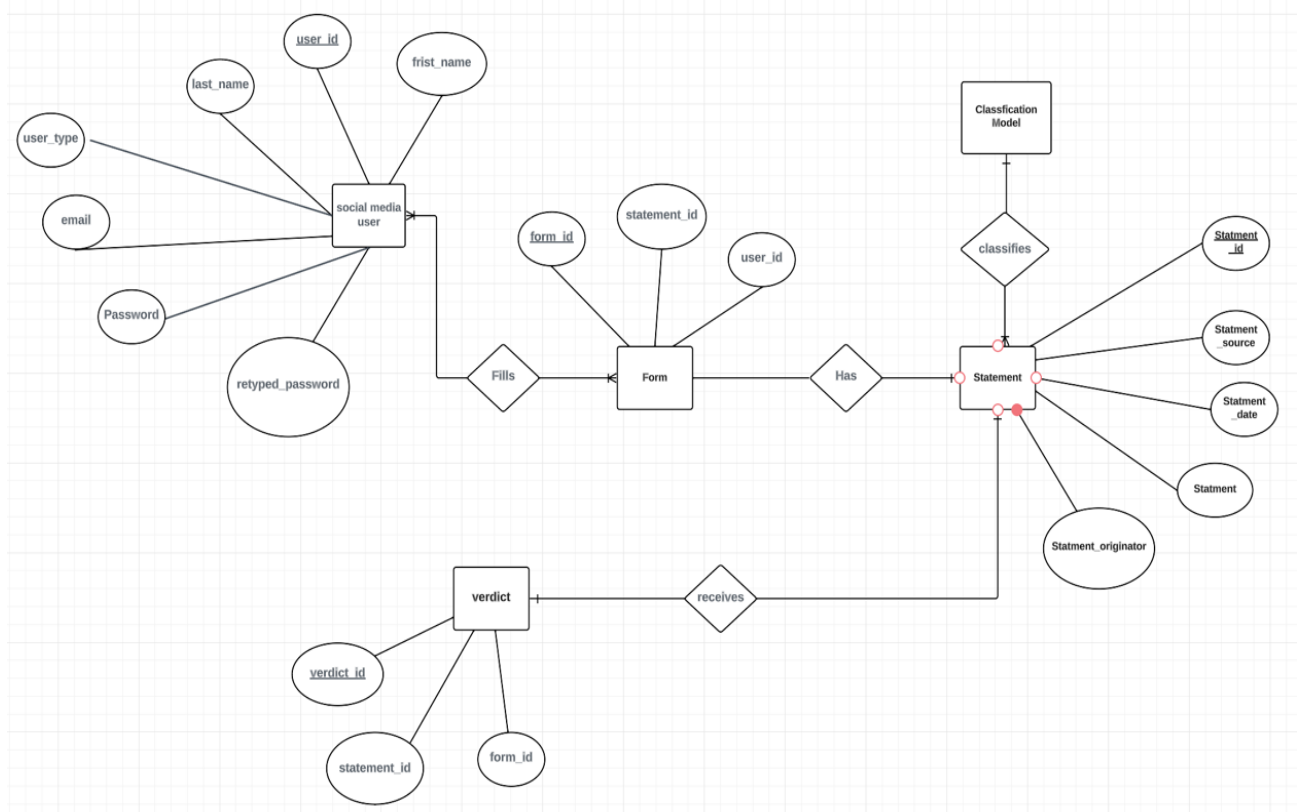 user_id
frist_name
last_name
user_type
email
Password
retyped_password
social media
user
Fills
form_id
statement_id
user_id
Form
Has
Classfication
Model
classifies
Statement
Statment
_id
Statment
_source
Statment
_date
Statment
Statment_originator
verdict
receives
verdict_id
statement_id
form_id